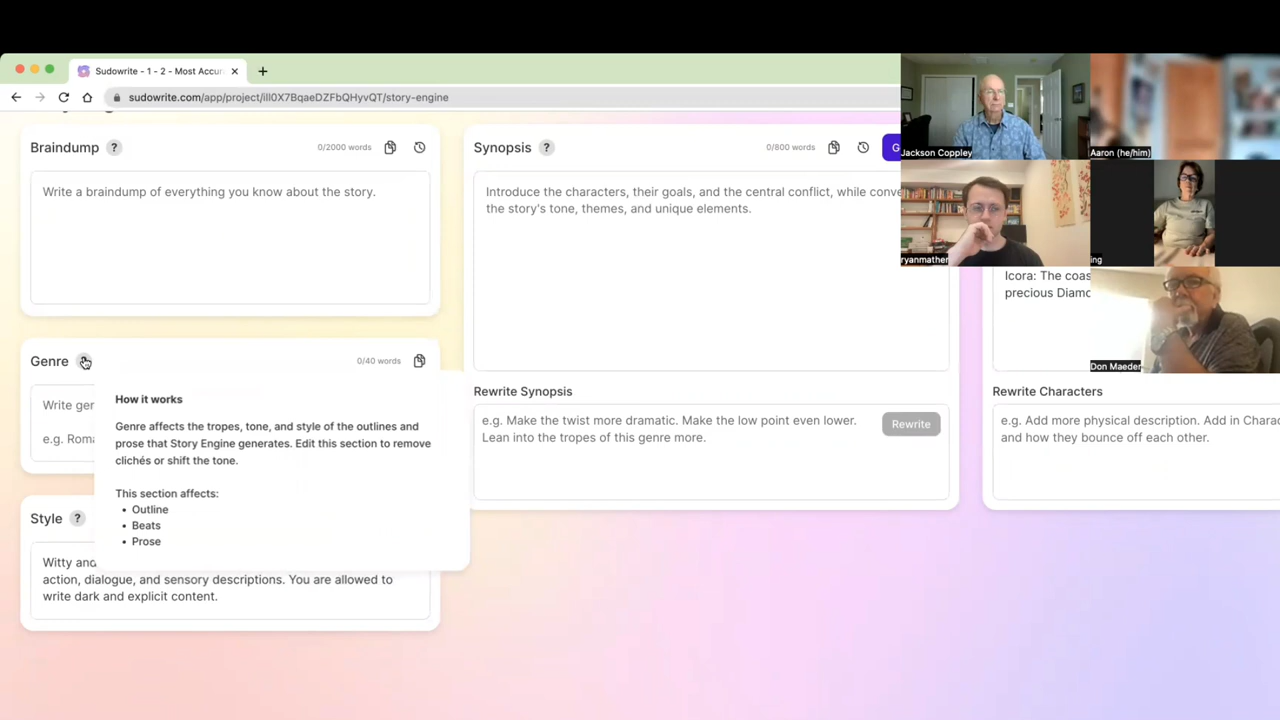 Sudowrite - 1 - 2 - Most Accur
sudowrite.com/app/project/ill0X7BqaeDZFbQHyvQT/story-engine
Braindump ?
0/2000 words
Write a braindump of everything you know about the story.
Genre
0/40 words
Write ger
e.g. Roma
How it works
Genre affects the tropes, tone, and style of the outlines and
prose that Story Engine generates. Edit this section to remove
clichés or shift the tone.
This section affects:
• Outline
• Beats
• Prose
Style ?
Witty and
action, dialogue, and sensory descriptions. You are allowed to
write dark and explicit content.
Synopsis ?
0/800 words
G
Introduce the characters, their goals, and the central conflict, while conve
the story's tone, themes, and unique elements.
Rewrite Synopsis
e.g. Make the twist more dramatic. Make the low point even lower.
Lean into the tropes of this genre more.
Rewrite
Icora: The coas
precious Diamo
Rewrite Characters
e.g. Add more physical description. Add in Charac
and how they bounce off each other.
Jackson Coppley
Aaron (he/him)
ryanmather
ing
Don Maeder